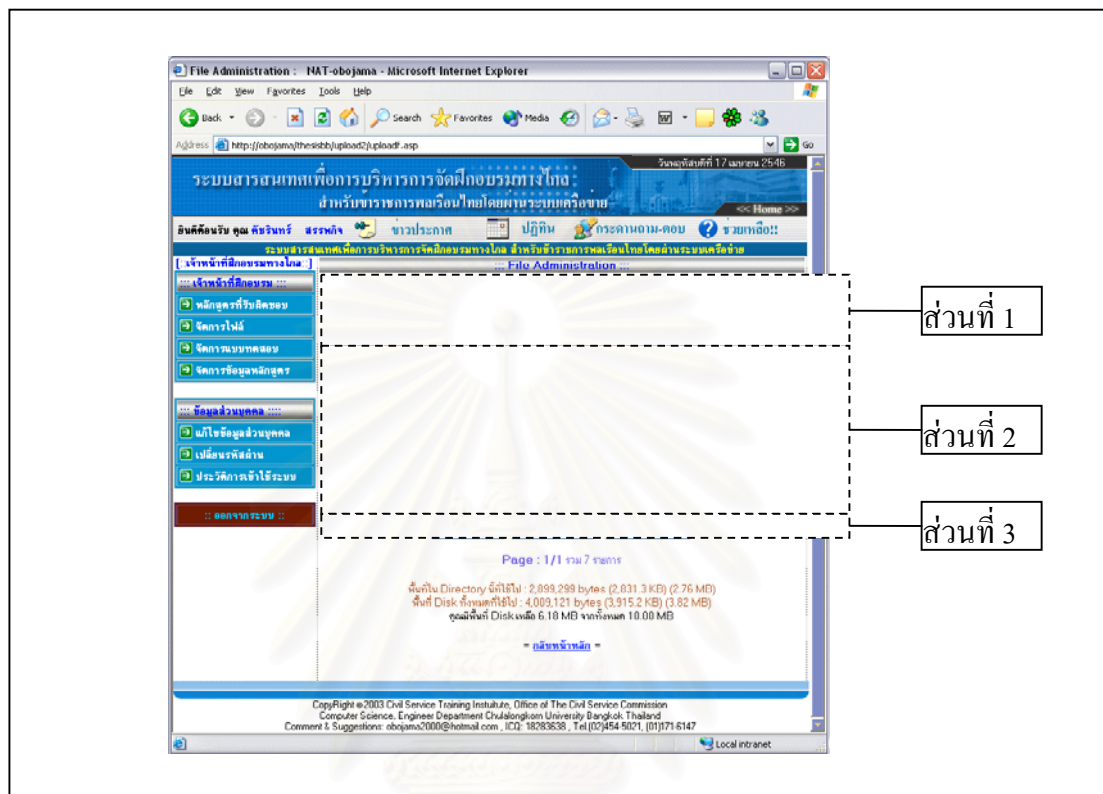 File Administration : NAT-obojama - Microsoft Internet Explorer
File Edit View Favorites Tools Help
Back Search Favorites Media
Address http://obojama/thesisbb/upload2/uploadf.asp Go
วันพฤหัสบดีที่ 17 เมษายน 2546
ระบบสารสนเทศเพื่อการบริหารการจัดฝึกอบรมทางไกล
สำหรับข้าราชการพลเรือนไทยโดยผ่านระบบเครือข่าย
<< Home >>
ยินดีต้อนรับ คุณ ข่าวประกาศ ปฏิทิน กระดานถาม-ตอบ ช่วยเหลือ!!
ระบบสารสนเทศเพื่อการบริหารการจัดฝึกอบรมทางไกล สำหรับข้าราชการพลเรือนไทยโดยผ่านระบบเครือข่าย
[::เจ้าหน้าที่ฝึกอบรมทางไกล::]
::: File Administration :::
::: เจ้าหน้าที่ฝึกอบรม :::
หลักสูตรที่รับผิดชอบ
จัดการไฟล์
จัดการแบบทดสอบ
จัดการข้อมูลหลักสูตร
::: ข้อมูลส่วนบุคคล ::::
แก้ไขข้อมูลส่วนบุคคล
เปลี่ยนรหัสผ่าน
ประวัติการเข้าใช้ระบบ
:: ออกจากระบบ ::
ส่วนที่ 1
ส่วนที่ 2
ส่วนที่ 3
Page : 1/1 รวม 7 รายการ
พื้นที่ใน Directory นี้ที่ใช้ไป : 2,899,299 bytes (2,831.3 KB) (2.76 MB)
พื้นที่ Disk ทั้งหมดที่ใช้ไป : 4,009,121 bytes (3,915.2 KB) (3.82 MB)
คุณมีพื้นที่ Disk เหลือ 6.18 MB จากทั้งหมด 10.00 MB
= กลับหน้าหลัก =
CopyRight © 2003 Civil Service Training Instuitute, Office of The Civil Service Commission
Computer Science, Engineer Department Chulalongkorn University Bangkok Thailand
Comment & Suggestions: obojama2000@hotmail.com , ICQ: 18283638 , Tel.(02)454-5021, (01)171-6147
Local intranet